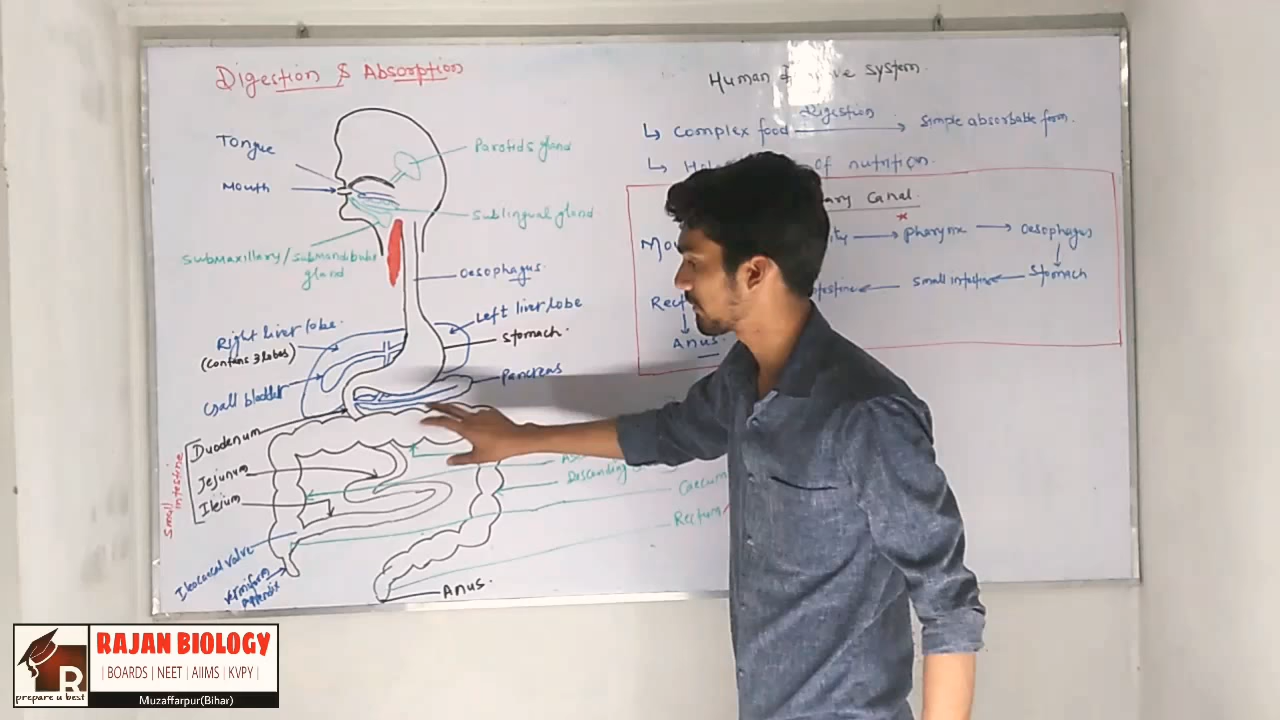 Digestion & Absorption
Tongue
Mouth
Parotids gland
Sublingual gland
Submaxillary/submandibular
gland
Oesophagus
Right liver lobe
(Contains 3 lobes)
Left liver lobe
Stomach
Gall bladder
Pancreas
Duodenum
Jejunum
Ileium
Small
intestine
Descending
Caecum
Rectum
Ileocaecal valve
vermiform
Appendix
Anus
Human system
Complex food Digestion Simple absorbable form.
of nutrition
Canal
pharynx oesophagus
Small intestine Stomach
Anus
R
prepare u best
RAJAN BIOLOGY
| BOARDS | NEET | AIIMS | KVPY |
Muzaffarpur(Bihar)